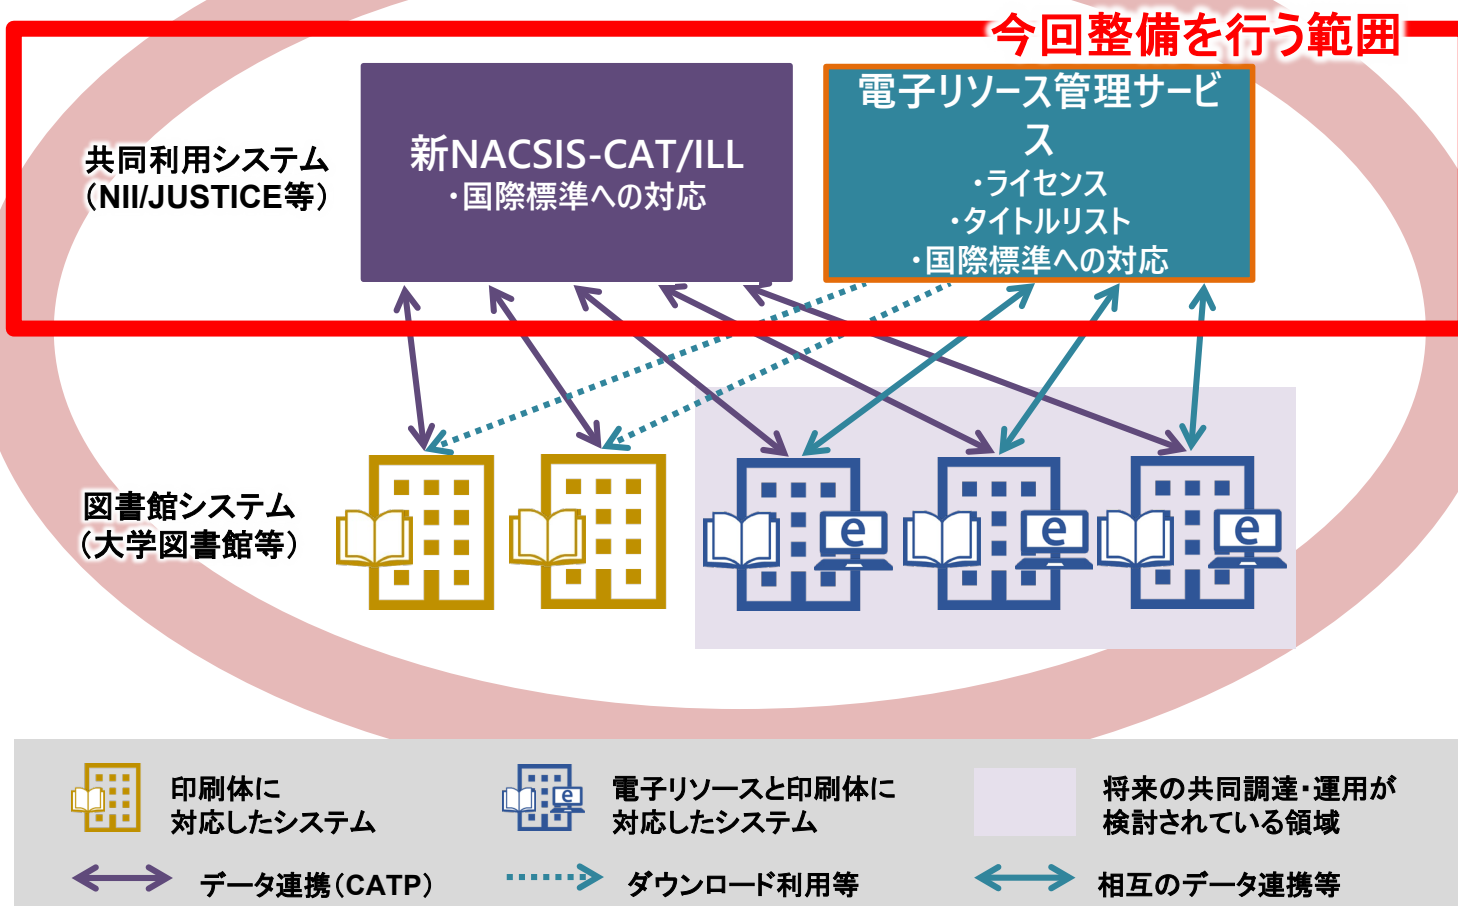 今回整備を行う範囲
共同利用システム
（NII/JUSTICE等）
新NACSIS-CAT/ILL
・国際標準への対応
電子リソース管理サービ
ス
・ライセンス
・タイトルリスト
・国際標準への対応
図書館システム
（大学図書館等）
e
e
e
印刷体に
対応したシステム
e
電子リソースと印刷体に
対応したシステム
将来の共同調達・運用が
検討されている領域
データ連携（CATP）
ダウンロード利用等
相互のデータ連携等